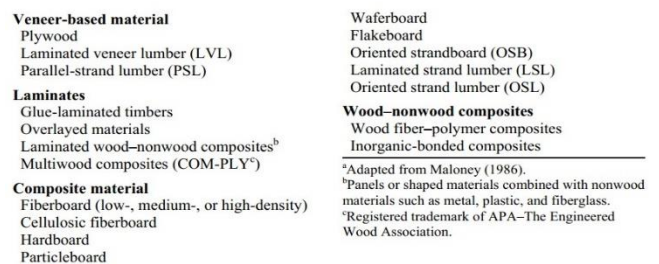 Veneer-based material
Plywood
Laminated veneer lumber (LVL)
Parallel-strand lumber (PSL)
Laminates
Glue-laminated timbers
Overlayed materials
Laminated wood–nonwood compositesᵇ
Multiwood composites (COM-PLYᶜ)
Composite material
Fiberboard (low-, medium-, or high-density)
Cellulosic fiberboard
Hardboard
Particleboard
Waferboard
Flakeboard
Oriented strandboard (OSB)
Laminated strand lumber (LSL)
Oriented strand lumber (OSL)
Wood–nonwood composites
Wood fiber–polymer composites
Inorganic-bonded composites
ᵃAdapted from Maloney (1986).
ᵇPanels or shaped materials combined with nonwood
materials such as metal, plastic, and fiberglass.
ᶜRegistered trademark of APA–The Engineered
Wood Association.